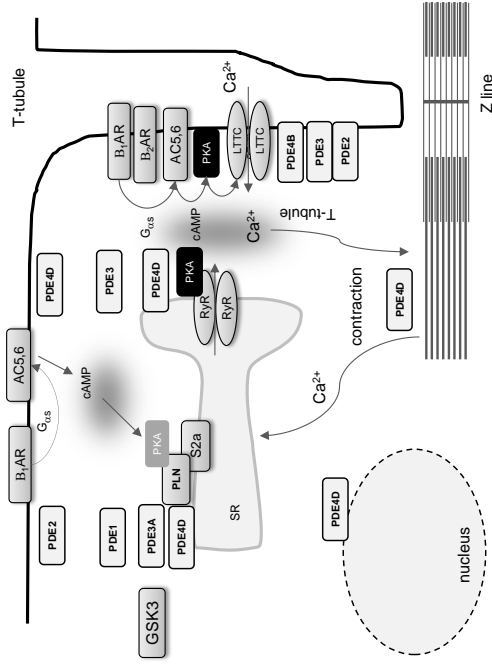 B₁AR
AC5,6
T-tubule
G_αs
PDE2
PDE4D
cAMP
PDE1
PDE3
B₁AR
GSK3
PDE3A
PKA
PDE4D
G_αs
B₂AR
PLN
PDE4D
S2a
PKA
cAMP
AC5,6
RyR
PKA
RyR
SR
Ca²⁺
LTTC
Ca²⁺
LTTC
PDE4B
Ca²⁺
PDE3
T-tubule
PDE4D
PDE2
contraction
PDE4D
nucleus
Z line